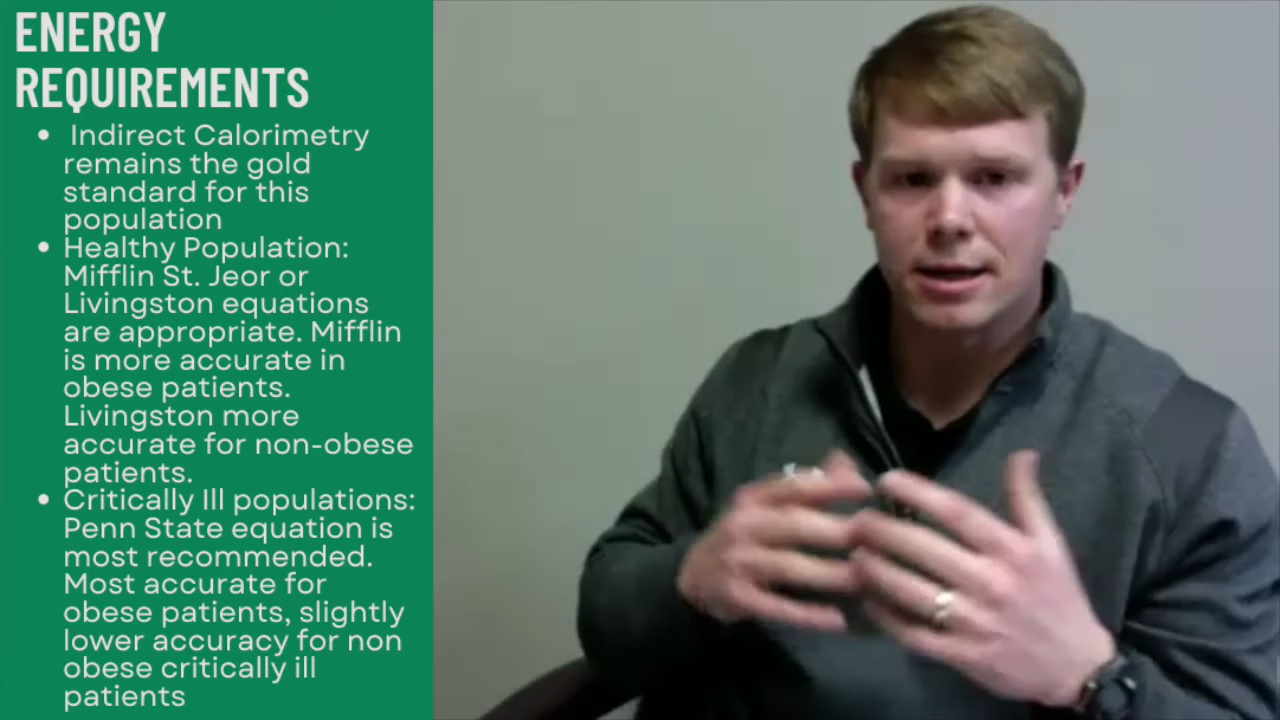 ENERGY
REQUIREMENTS
• Indirect Calorimetry
remains the gold
standard for this
population
• Healthy Population:
Mifflin St. Jeor or
Livingston equations
are appropriate. Mifflin
is more accurate in
obese patients.
Livingston more
accurate for non-obese
patients.
• Critically Ill populations:
Penn State equation is
most recommended.
Most accurate for
obese patients, slightly
lower accuracy for non
obese critically ill
patients